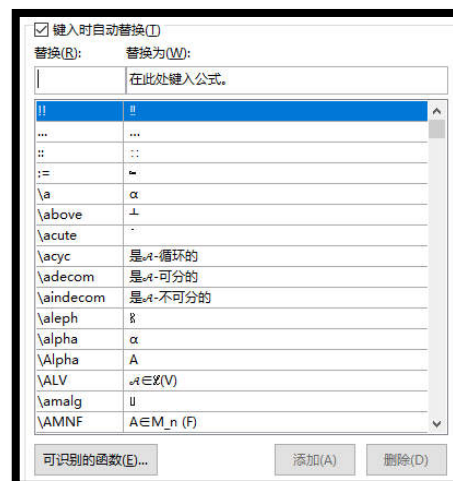 键入时自动替换(T)
替换(R): 替换为(W):
在此处键入公式。
!! ‼
... …
:: ∷
:= ≔
\a α
\above ┴
\acute ́
\acyc 是𝒜-循环的
\adecom 是𝒜-可分的
\aindecom 是𝒜-不可分的
\aleph ℵ
\alpha α
\Alpha Α
\ALV 𝒜∈ℒ(V)
\amalg ∐
\AMNF A∈M_n (F)
可识别的函数(E)... 添加(A) 删除(D)